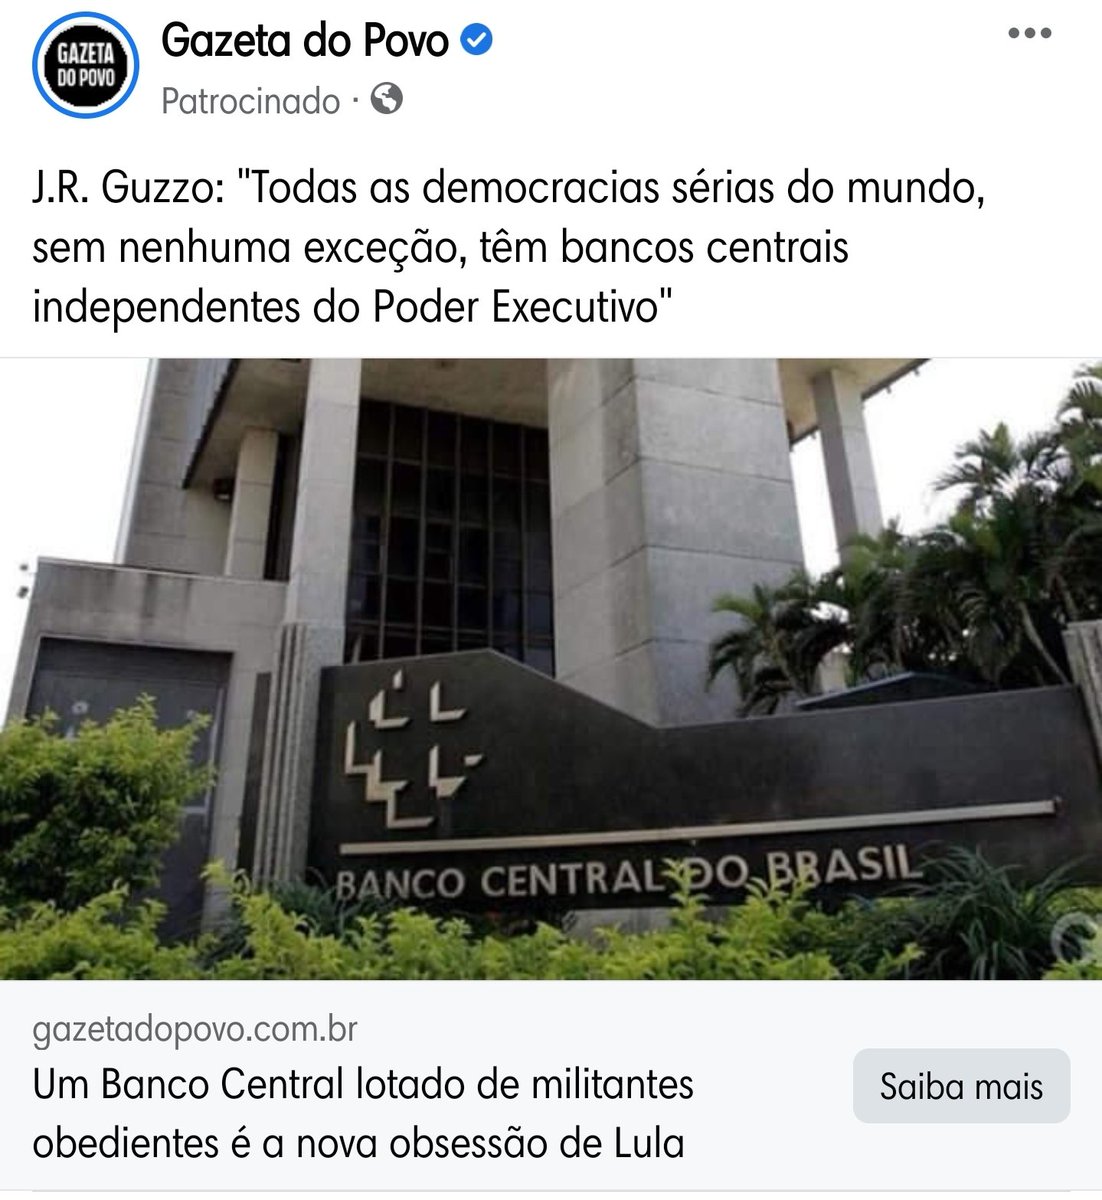 GAZETA
DO POVO
Gazeta do Povo
Patrocinado ·
J.R. Guzzo: "Todas as democracias sérias do mundo,
sem nenhuma exceção, têm bancos centrais
independentes do Poder Executivo"
BANCO CENTRAL DO BRASIL
gazetadopovo.com.br
Um Banco Central lotado de militantes
obedientes é a nova obsessão de Lula
Saiba mais